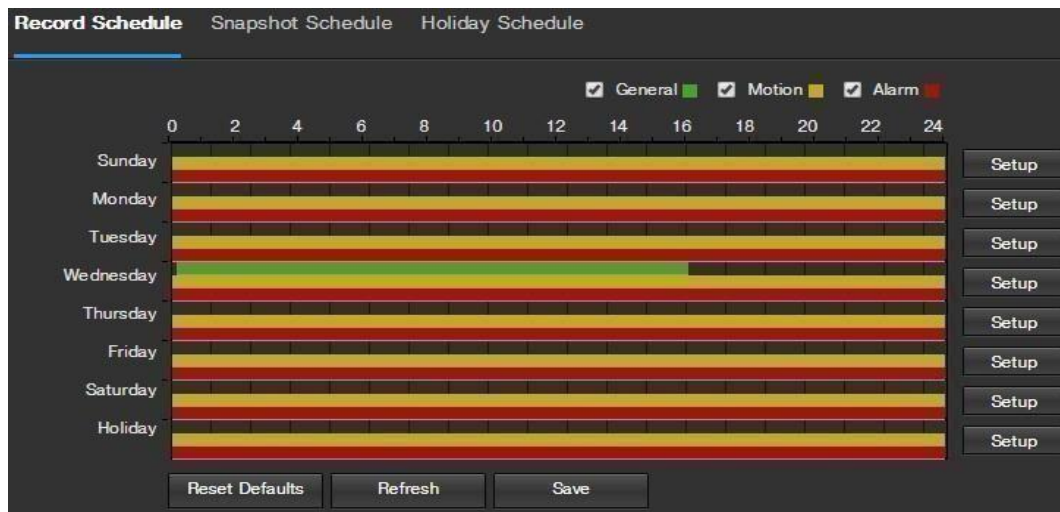 Record Schedule Snapshot Schedule Holiday Schedule
General Motion Alarm
0 2 4 6 8 10 12 14 16 18 20 22 24
Sunday Setup
Monday Setup
Tuesday Setup
Wednesday Setup
Thursday Setup
Friday Setup
Saturday Setup
Holiday Setup
Reset Defaults Refresh Save